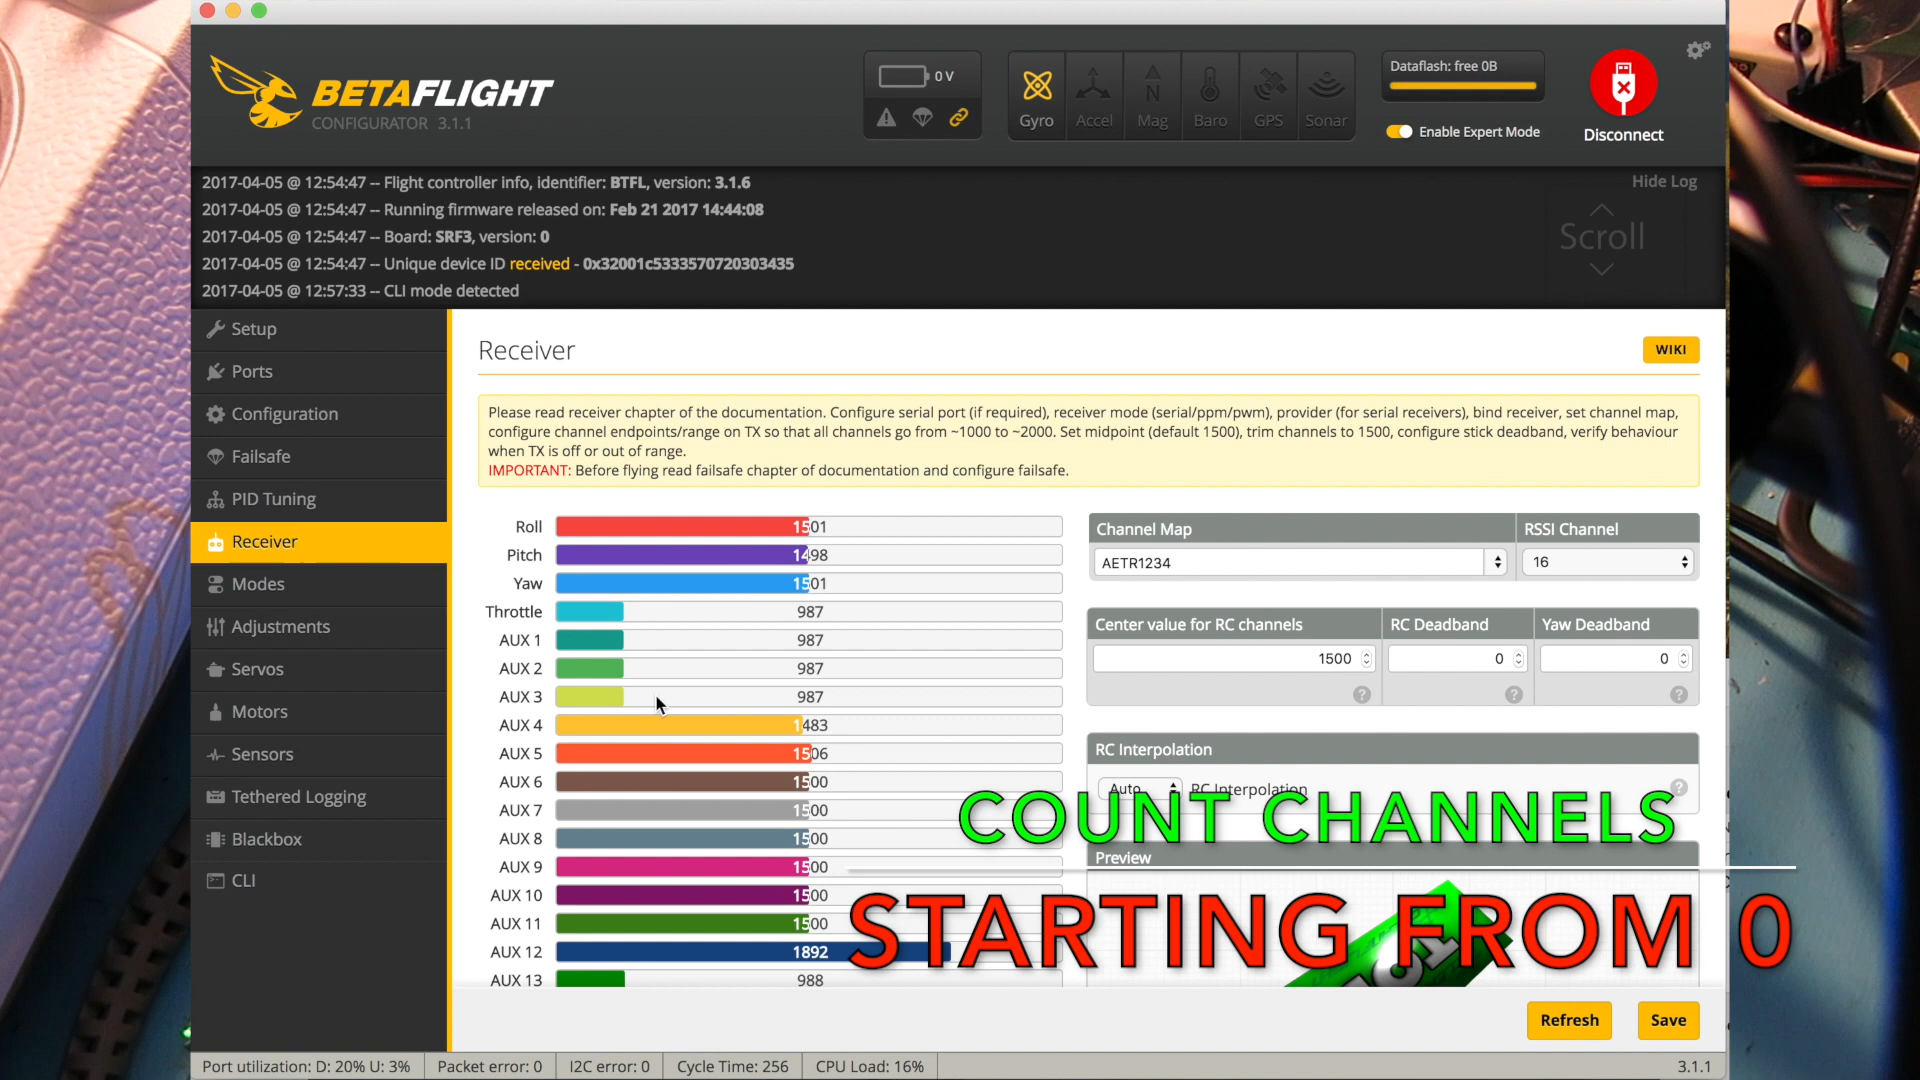 BETAFLIGHT
CONFIGURATOR 3.1.1
0 V
Gyro
Accel
Mag
N
Baro
GPS
Sonar
Dataflash: free 0B
Enable Expert Mode
Disconnect
2017-04-05 @ 12:54:47 -- Flight controller info, identifier: BTFL, version: 3.1.6
2017-04-05 @ 12:54:47 -- Running firmware released on: Feb 21 2017 14:44:08
2017-04-05 @ 12:54:47 -- Board: SRF3, version: 0
2017-04-05 @ 12:54:47 -- Unique device ID received - 0x32001c5333570720303435
2017-04-05 @ 12:57:33 -- CLI mode detected
Hide Log
Scroll
Setup
Ports
Configuration
Failsafe
PID Tuning
Receiver
Modes
Adjustments
Servos
Motors
Sensors
Tethered Logging
Blackbox
CLI
Receiver
WIKI
Please read receiver chapter of the documentation. Configure serial port (if required), receiver mode (serial/ppm/pwm), provider (for serial receivers), bind receiver, set channel map,
configure channel endpoints/range on TX so that all channels go from ~1000 to ~2000. Set midpoint (default 1500), trim channels to 1500, configure stick deadband, verify behaviour
when TX is off or out of range.
IMPORTANT: Before flying read failsafe chapter of documentation and configure failsafe.
Roll 1501
Pitch 1498
Yaw 1501
Throttle 987
AUX 1 987
AUX 2 987
AUX 3 987
AUX 4 1483
AUX 5 1506
AUX 6 1500
AUX 7 1500
AUX 8 1500
AUX 9 1500
AUX 10 1500
AUX 11 1500
AUX 12 1892
AUX 13 988
Channel Map
RSSI Channel
AETR1234
16
Center value for RC channels
RC Deadband
Yaw Deadband
1500
0
0
RC Interpolation
Auto RC Interpolation
COUNT CHANNELS
Preview
STARTING FROM 0
Refresh
Save
Port utilization: D: 20% U: 3%
Packet error: 0
I2C error: 0
Cycle Time: 256
CPU Load: 16%
3.1.1